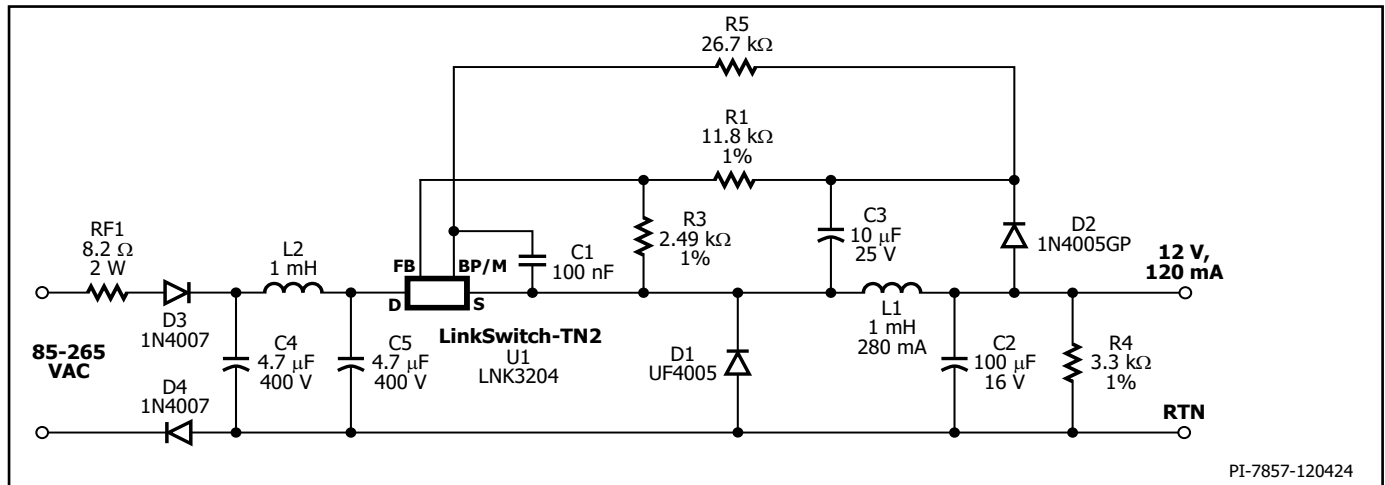 R5
26.7 kΩ
R1
11.8 kΩ
1%
R3
2.49 kΩ
1%
C3
10 µF
25 V
D2
1N4005GP
RF1
8.2 Ω
2 W
L2
1 mH
FB
BP/M
C1
100 nF
12 V,
120 mA
D
S
D3
1N4007
LinkSwitch-TN2
U1
LNK3204
L1
1 mH
280 mA
85-265
VAC
C4
4.7 µF
400 V
C5
4.7 µF
400 V
D1
UF4005
C2
100 µF
16 V
R4
3.3 kΩ
1%
D4
1N4007
RTN
PI-7857-120424